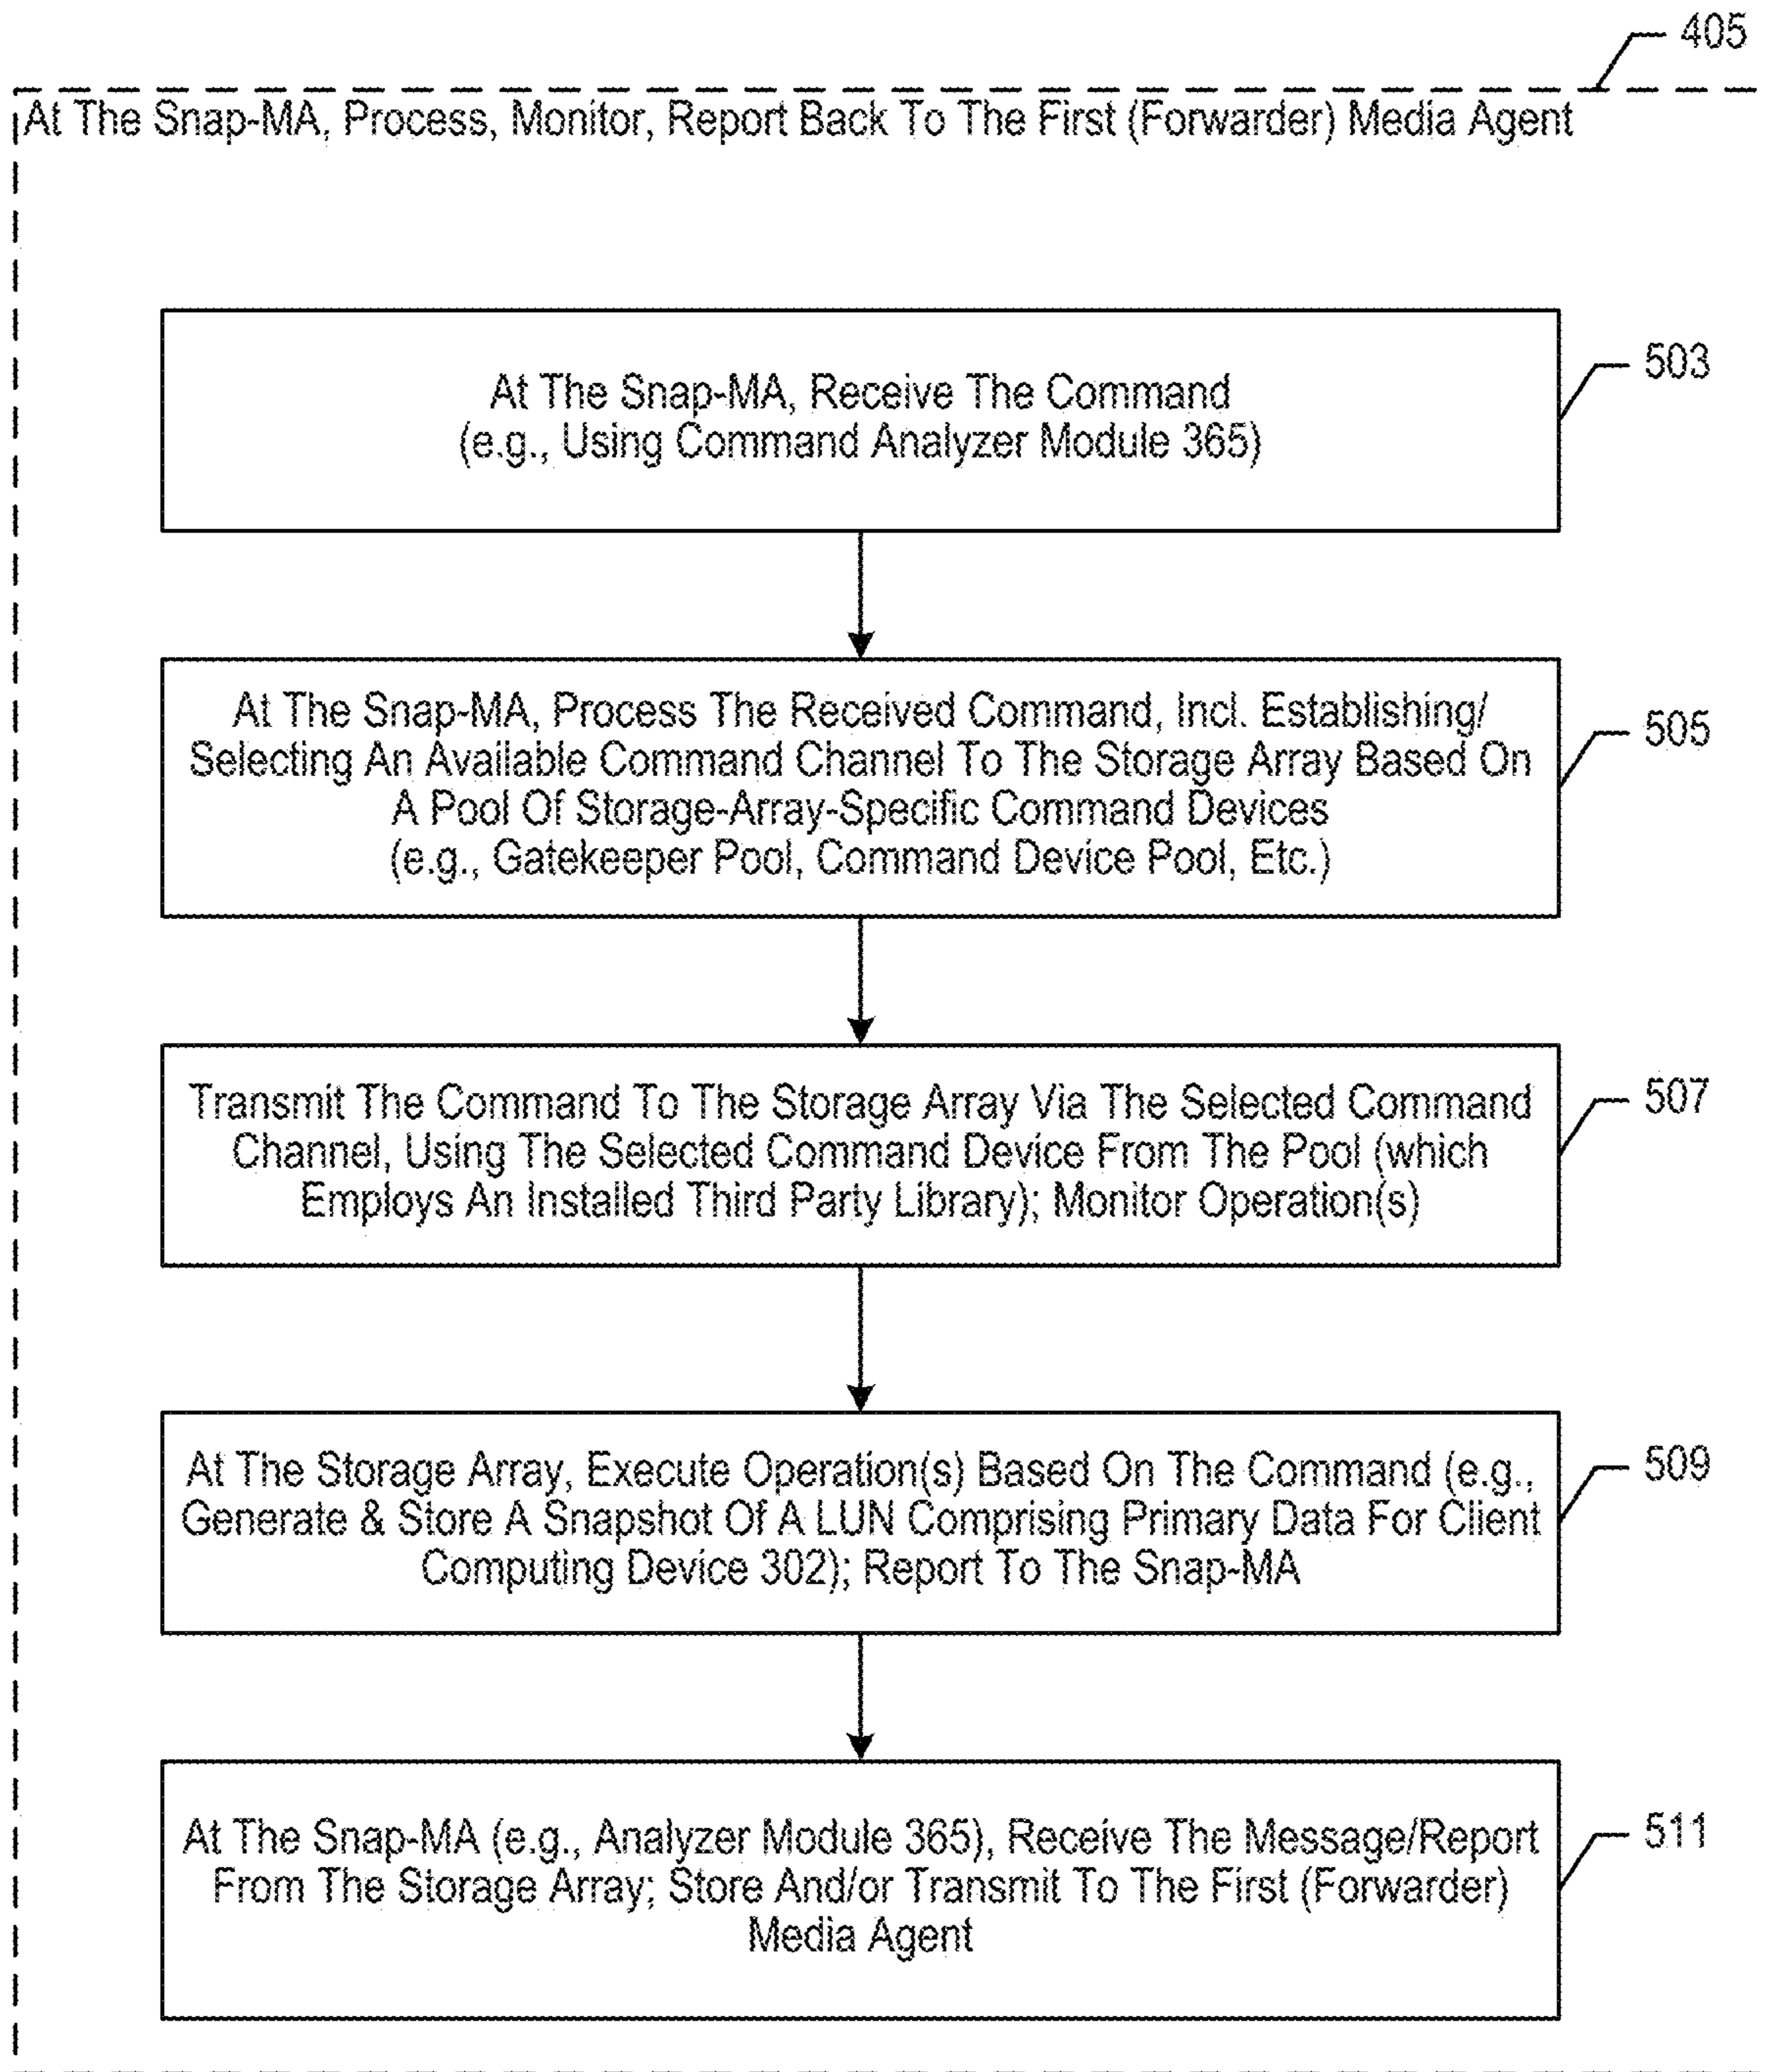 405
At The Snap-MA, Process, Monitor, Report Back To The First (Forwarder) Media Agent
At The Snap-MA, Receive The Command
(e.g., Using Command Analyzer Module 365)
503
At The Snap-MA, Process The Received Command, Incl. Establishing/
Selecting An Available Command Channel To The Storage Array Based On
A Pool Of Storage-Array-Specific Command Devices
(e.g., Gatekeeper Pool, Command Device Pool, Etc.)
505
Transmit The Command To The Storage Array Via The Selected Command
Channel, Using The Selected Command Device From The Pool (which
Employs An Installed Third Party Library); Monitor Operation(s)
507
At The Storage Array, Execute Operation(s) Based On The Command (e.g.,
Generate & Store A Snapshot Of A LUN Comprising Primary Data For Client
Computing Device 302); Report To The Snap-MA
509
At The Snap-MA (e.g., Analyzer Module 365), Receive The Message/Report
From The Storage Array; Store And/or Transmit To The First (Forwarder)
Media Agent
511